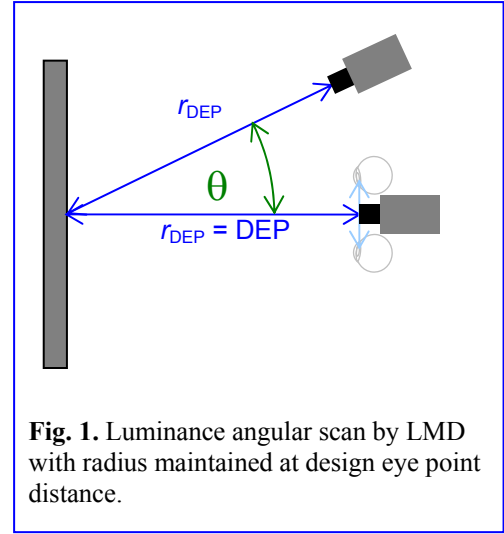 r_DEP
θ
r_DEP = DEP
Fig. 1. Luminance angular scan by LMD
with radius maintained at design eye point
distance.